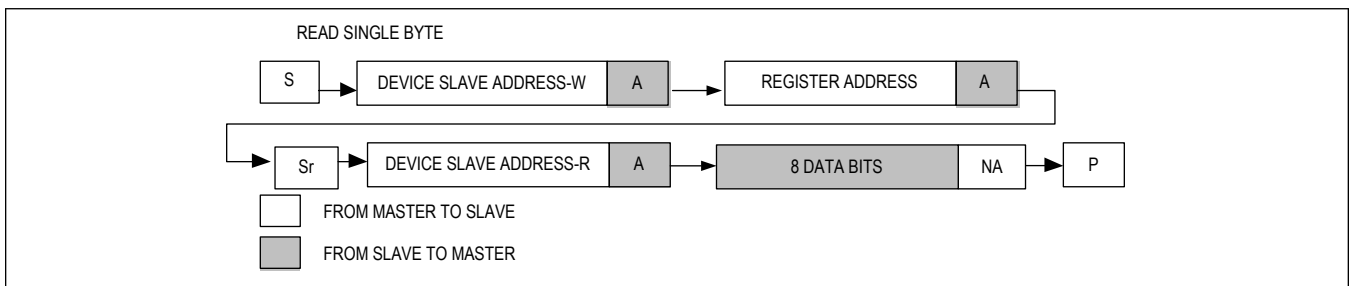 READ SINGLE BYTE
S DEVICE SLAVE ADDRESS-W A REGISTER ADDRESS A
Sr DEVICE SLAVE ADDRESS-R A 8 DATA BITS NA P
FROM MASTER TO SLAVE
FROM SLAVE TO MASTER